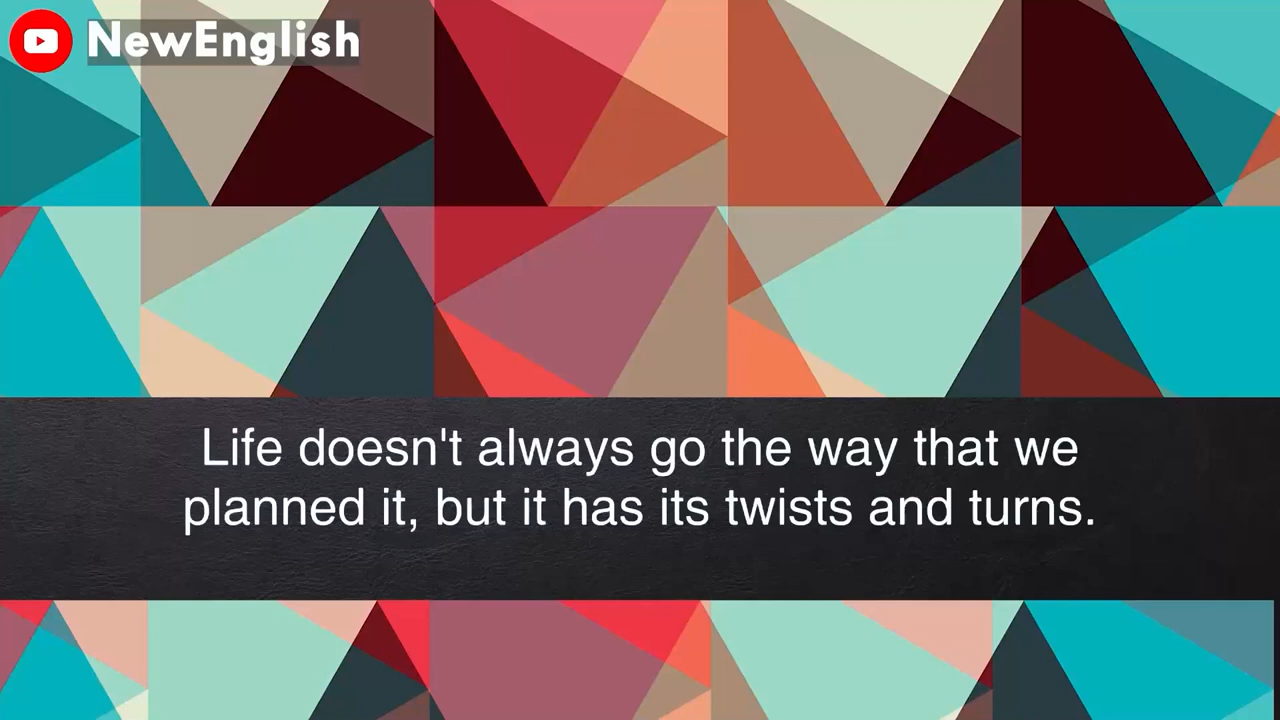 NewEnglish
Life doesn't always go the way that we
planned it, but it has its twists and turns.